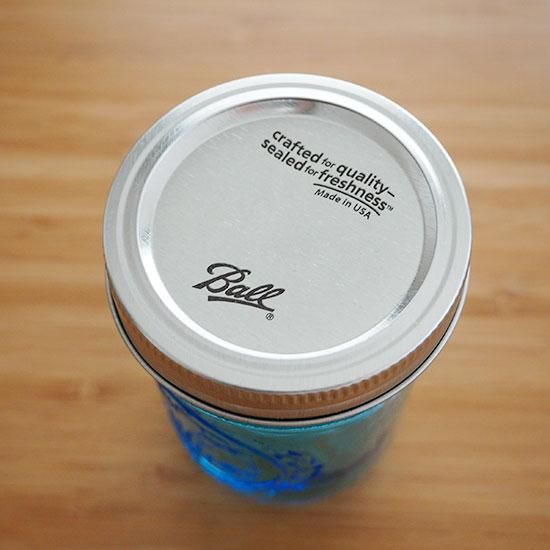 crafted for quality–
sealed for freshness™
Made in USA
Ball®